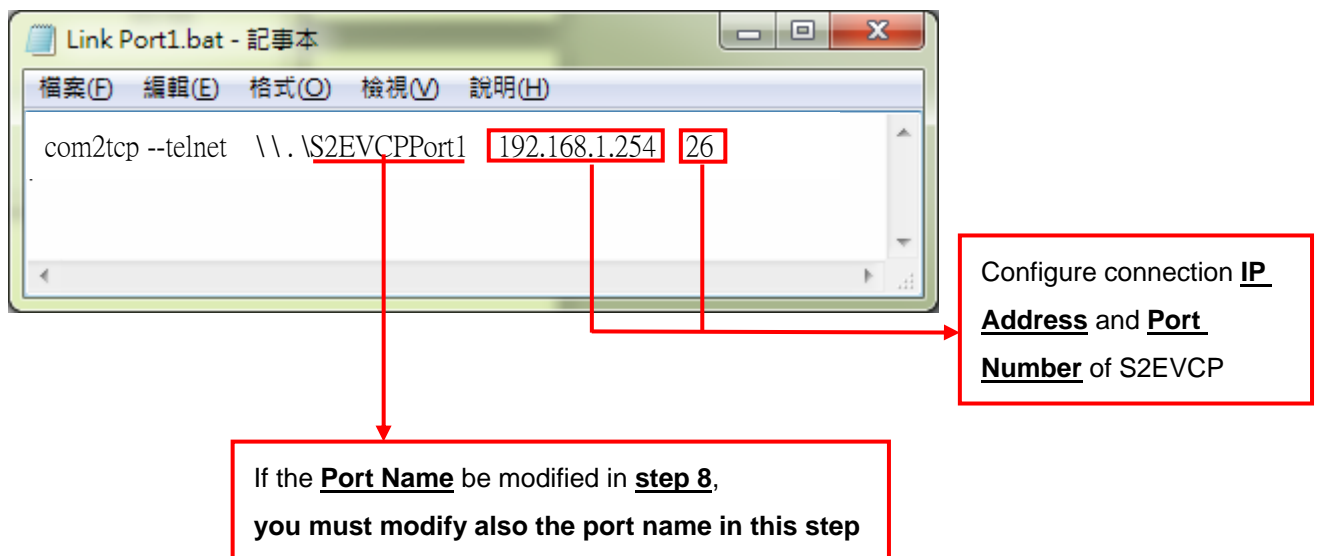 Link Port1.bat - 記事本
檔案(F) 編輯(E) 格式(O) 檢視(V) 說明(H)
com2tcp --telnet \\.\S2EVCPPort1 192.168.1.254 26
Configure connection IP
Address and Port
Number of S2EVCP
If the Port Name be modified in step 8,
you must modify also the port name in this step